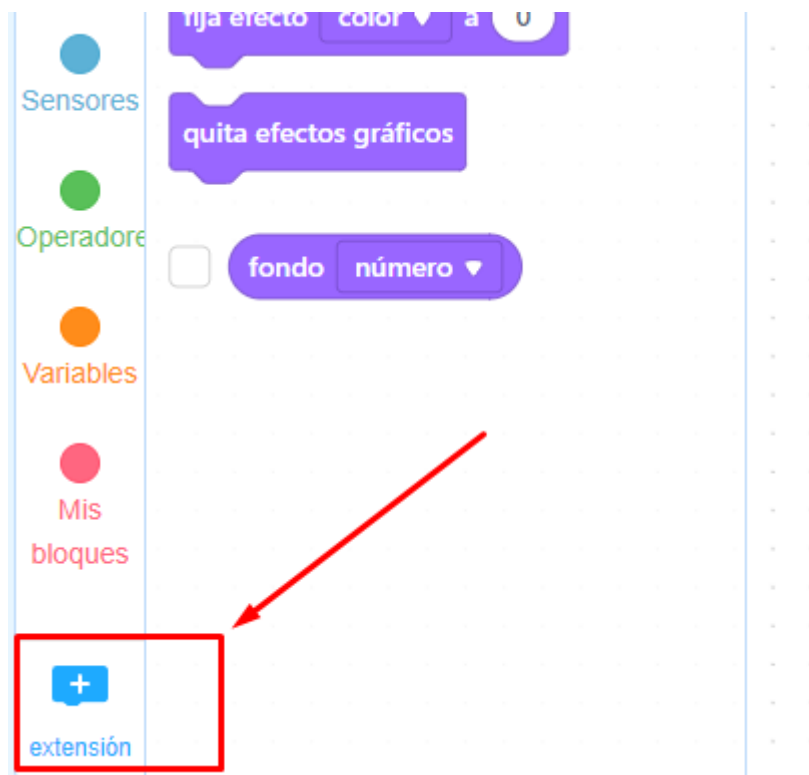 fija efecto color a 0
Sensores
quita efectos gráficos
Operadore
fondo número
Variables
Mis
bloques
extensión